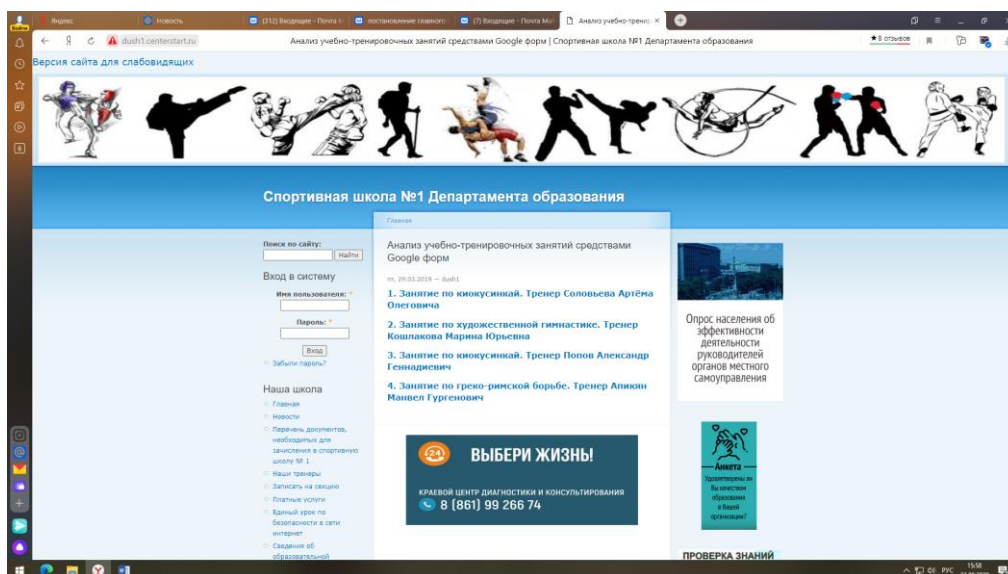 Войти
Яндекс
Новость
(312) Входящие - Почта
постановление главного
(7) Входящие - Почта Mai
Анализ учебно-тренир
dush1.centerstart.ru
Анализ учебно-тренировочных занятий средствами Google форм | Спортивная школа №1 Департамента образования
★8 отзывов
Версия сайта для слабовидящих
Спортивная школа №1 Департамента образования
Главная
Поиск по сайту:
Найти
Вход в систему
Имя пользователя: *
Пароль: *
Вход
Забыли пароль?
Наша школа
Главная
Новости
Перечень документов,
необходимых для
зачисления в спортивную
школу № 1
Наши тренеры
Записать на секцию
Платные услуги
Единый урок по
безопасности в сети
интернет
Сведения об
образовательной
Анализ учебно-тренировочных занятий средствами
Google форм
пт, 29.03.2019 — dush1
1. Занятие по киокусинкай. Тренер Соловьева Артёма
Олеговича
2. Занятие по художественной гимнастике. Тренер
Кошлакова Марина Юрьевна
3. Занятие по киокусинкай. Тренер Попов Александр
Геннадиевич
4. Занятие по греко-римской борьбе. Тренер Апикян
Манвел Гургенович
24
ВЫБЕРИ ЖИЗНЬ!
КРАЕВОЙ ЦЕНТР ДИАГНОСТИКИ И КОНСУЛЬТИРОВАНИЯ
8 (861) 99 266 74
Опрос населения об
эффективности
деятельности
руководителей
органов местного
самоуправления
Анкета
Удовлетворены ли
Вы качеством
образования
в Вашей
организации?
ПРОВЕРКА ЗНАНИЙ
РУС
15:58